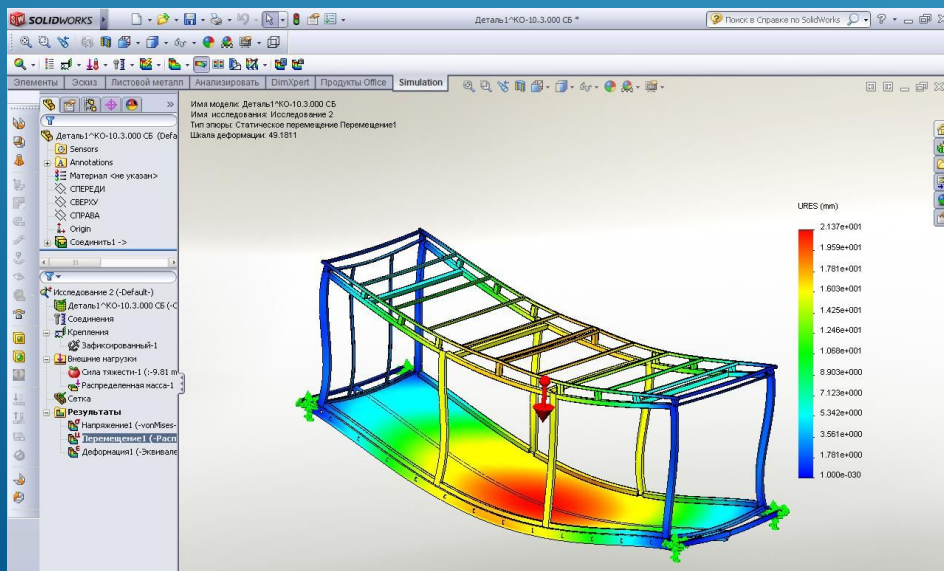 SOLIDWORKS
Деталь1^КО-10.3.000 СБ *
Поиск в Справке по SolidWorks
Элементы
Эскиз
Листовой металл
Анализировать
DimXpert
Продукты Office
Simulation
Имя модели: Деталь1^КО-10.3.000 СБ
Имя исследования: Исследование 2
Тип эпюры: Статическое перемещение Перемещение1
Шкала деформации: 49.1811
Деталь1^КО-10.3.000 СБ (Defa
Sensors
Annotations
Материал <не указан>
СПЕРЕДИ
СВЕРХУ
СПРАВА
Origin
Соединить1 ->
Исследование 2 (-Default-)
Деталь1^КО-10.3.000 СБ (-С
Соединения
Крепления
Зафиксированный-1
Внешние нагрузки
Сила тяжести-1 (:-9.81 m
Распределенная масса-1
Сетка
Результаты
Напряжение1 (-vonMises-
Перемещение1 (-Расп
Деформация1 (-Эквивале
URES (mm)
2.137e+001
1.959e+001
1.781e+001
1.603e+001
1.425e+001
1.246e+001
1.068e+001
8.903e+000
7.123e+000
5.342e+000
3.561e+000
1.781e+000
1.000e-030